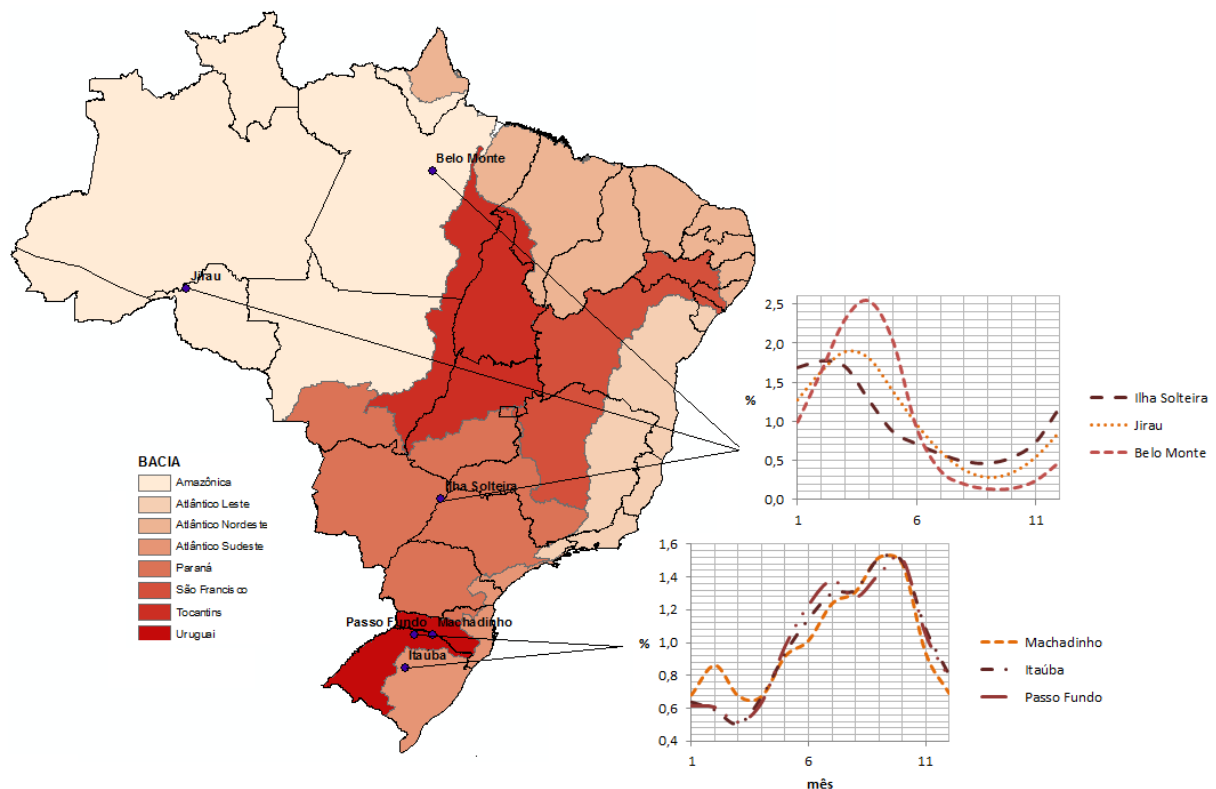 Belo Monte
Jirau
Ilha Solteira
Passo Fundo
Machadinho
Itauba
BACIA
Amazônica
Atlântico Leste
Atlântico Nordeste
Atlântico Sudeste
Paraná
São Francisco
Tocantins
Uruguai
2,5
2,0
1,5
%
1,0
0,5
0,0
1
6
11
Ilha Solteira
Jirau
Belo Monte
1,6
1,4
1,2
%
1,0
0,8
0,6
0,4
1
6
11
mês
Machadinho
Itaúba
Passo Fundo